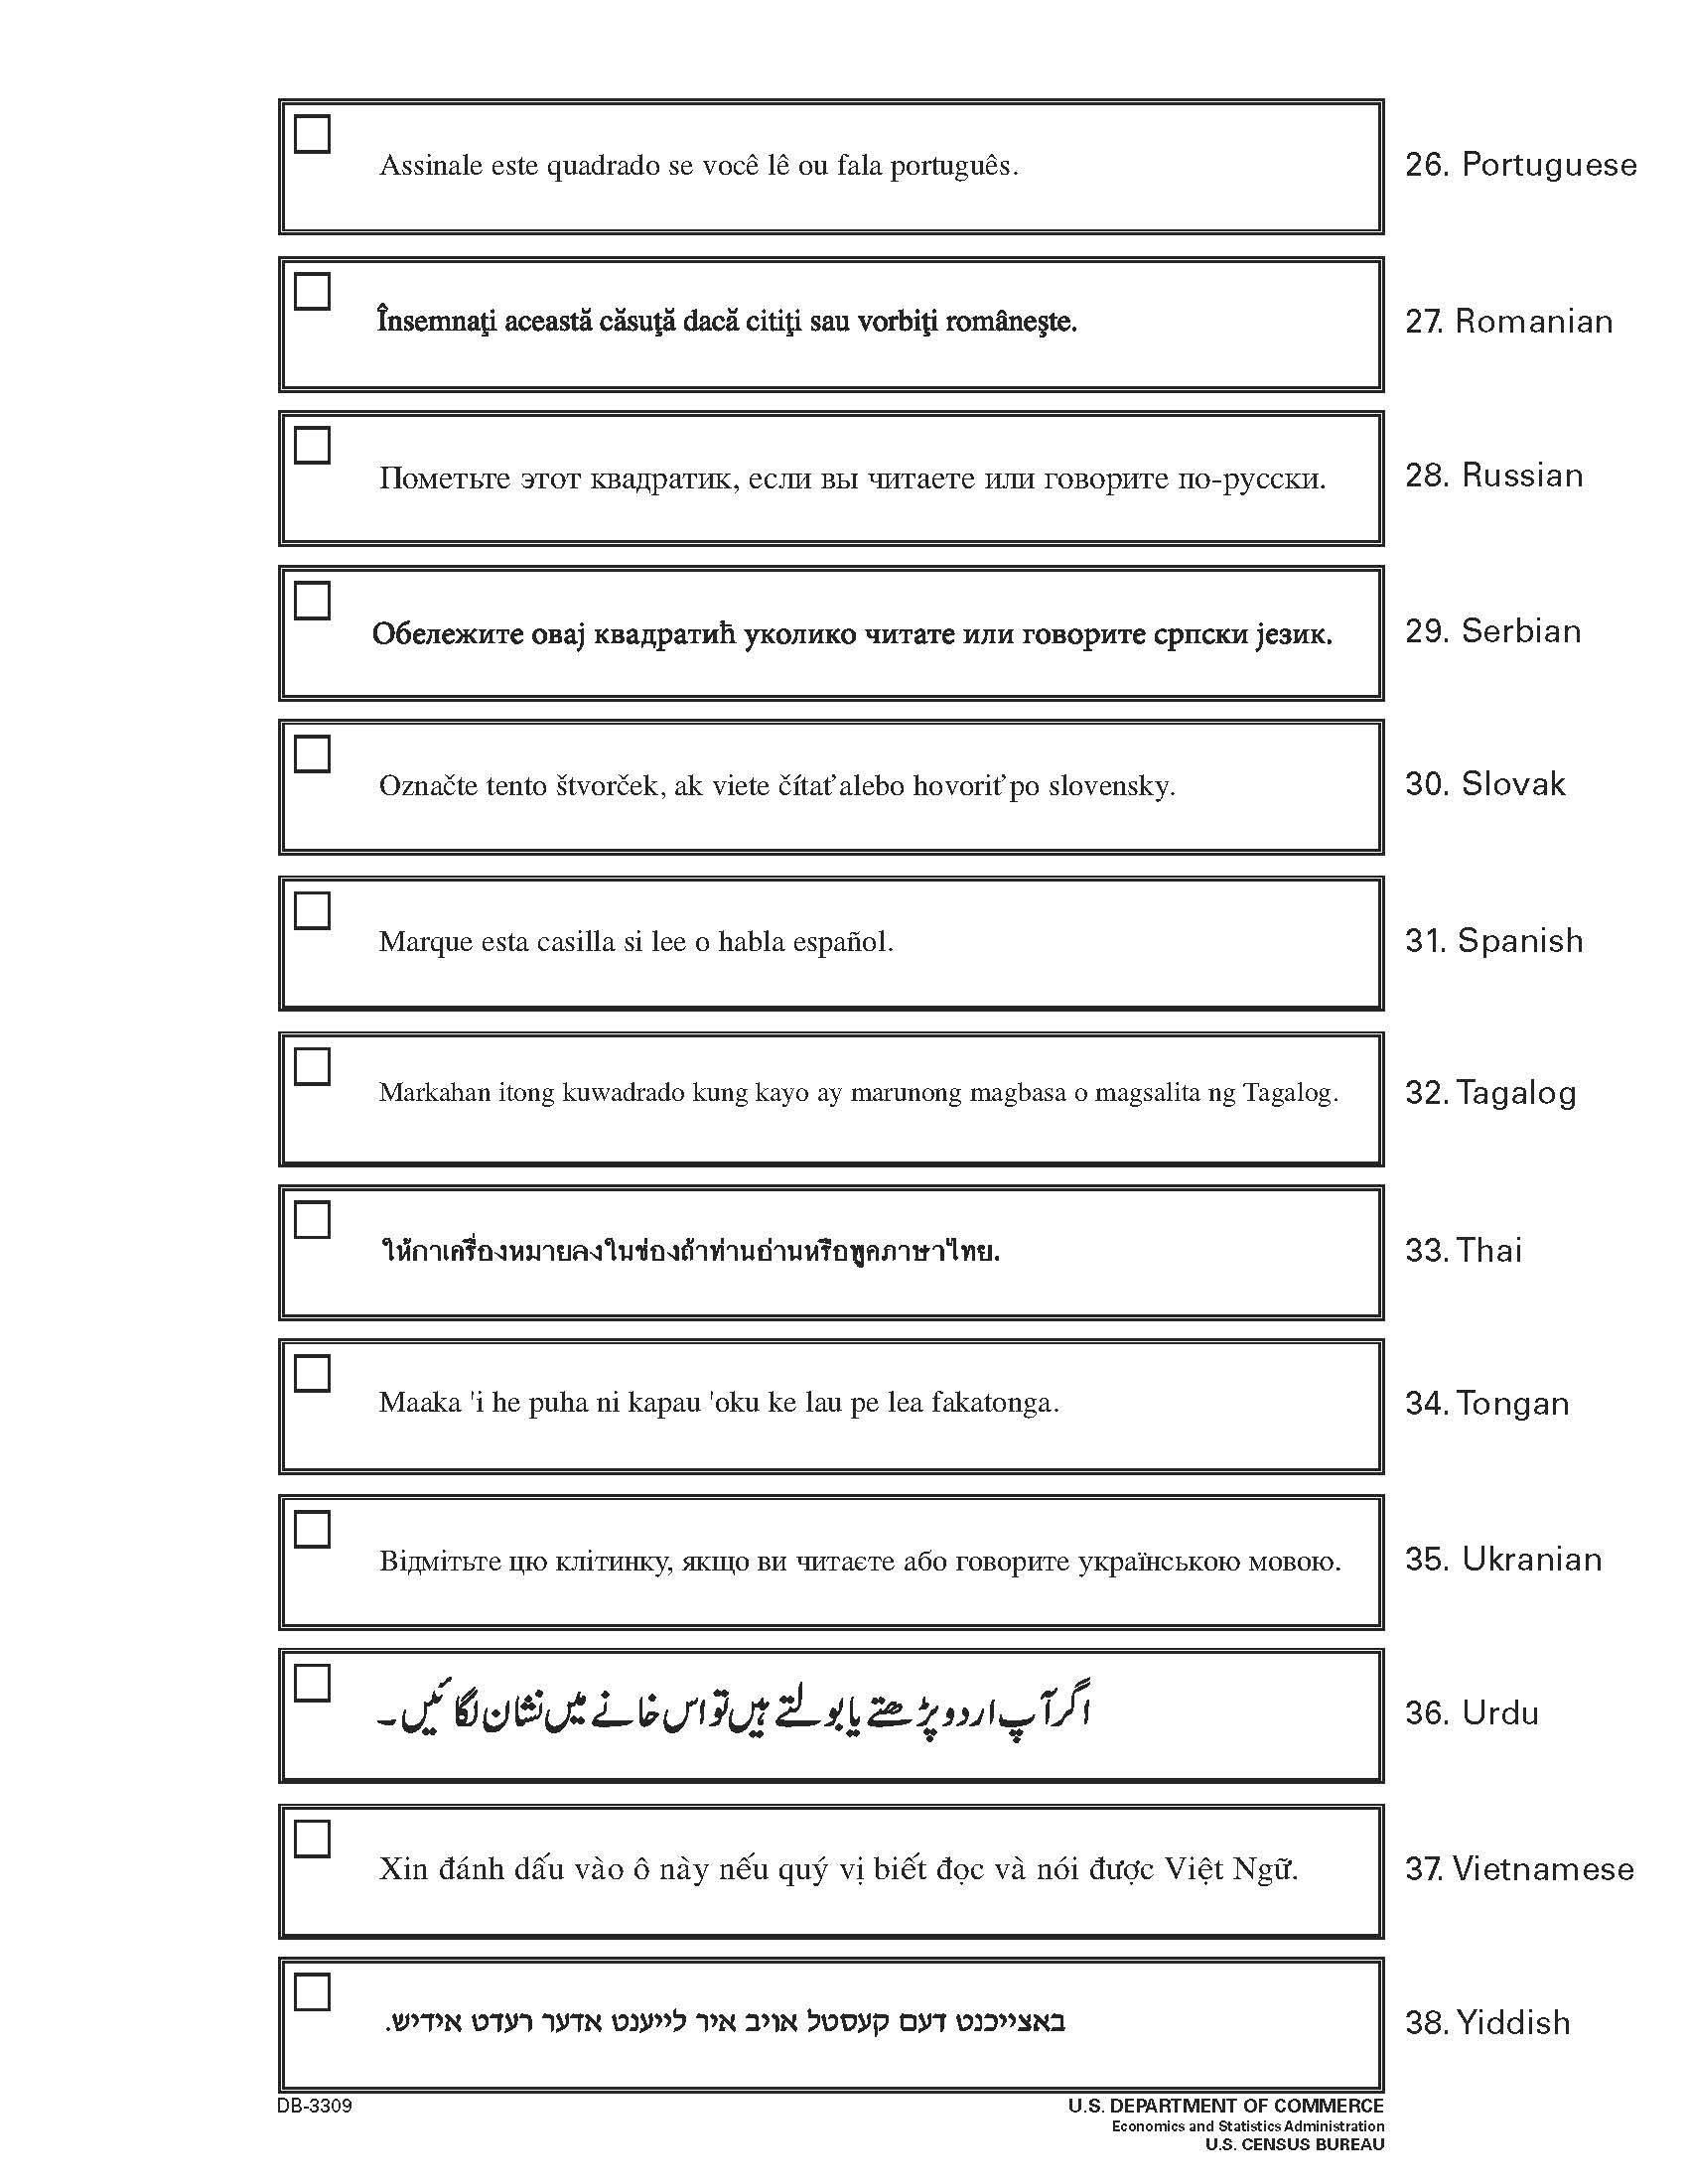 Assinale este quadrado se você lê ou fala português.
26. Portuguese
Însemnaţi această căsuţă dacă citiţi sau vorbiţi româneşte.
27. Romanian
Пометьте этот квадратик, если вы читаете или говорите по-русски.
28. Russian
Обележите овај квадратић уколико читате или говорите српски језик.
29. Serbian
Označte tento štvorček, ak viete čítať alebo hovoriť po slovensky.
30. Slovak
Marque esta casilla si lee o habla español.
31. Spanish
Markahan itong kuwadrado kung kayo ay marunong magbasa o magsalita ng Tagalog.
32. Tagalog
ให้กาเครื่องหมายลงในช่องถ้าท่านอ่านหรือพูดภาษาไทย.
33. Thai
Maaka 'i he puha ni kapau 'oku ke lau pe lea fakatonga.
34. Tongan
Відмітьте цю клітинку, якщо ви читаєте або говорите українською мовою.
35. Ukranian
اگر آپ اردو پڑھتے یا بولتے ہیں تو اس خانے میں نشان لگائیں۔
36. Urdu
Xin đánh dấu vào ô này nếu quý vị biết đọc và nói được Việt Ngữ.
37. Vietnamese
באצייכנט דעם קעסטל אויב איר לייענט אדער רעדט אידיש.
38. Yiddish
DB-3309
U.S. DEPARTMENT OF COMMERCE
Economics and Statistics Administration
U.S. CENSUS BUREAU